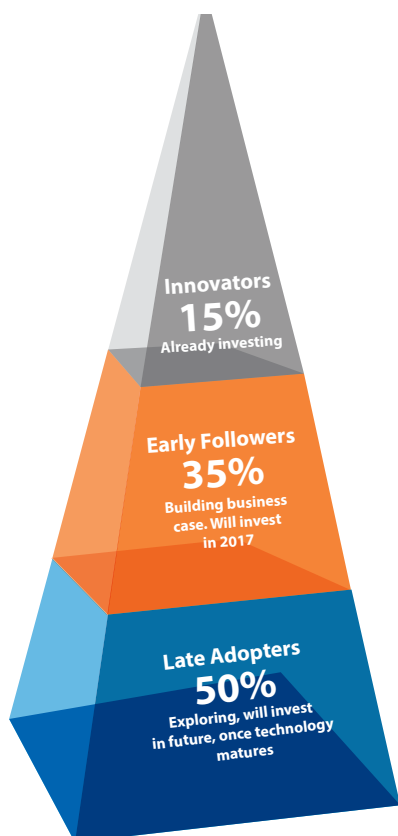 Innovators
15%
Already investing
Early Followers
35%
Building business
case. Will invest
in 2017
Late Adopters
50%
Exploring, will invest
in future, once technology
matures